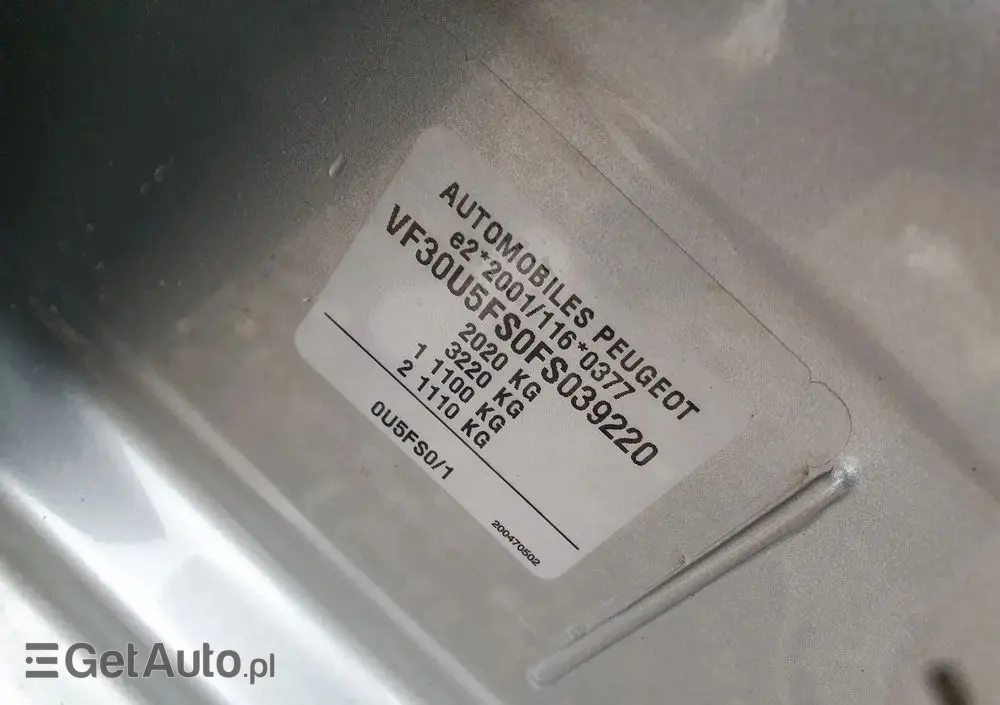 AUTOMOBILES PEUGEOT
e2*2001/116*0377
VF30U5FS0FS039220
2020 KG
3220 KG
1 1100 KG
2 1110 KG
0U5FS0/1
200470502
GetAuto.pl